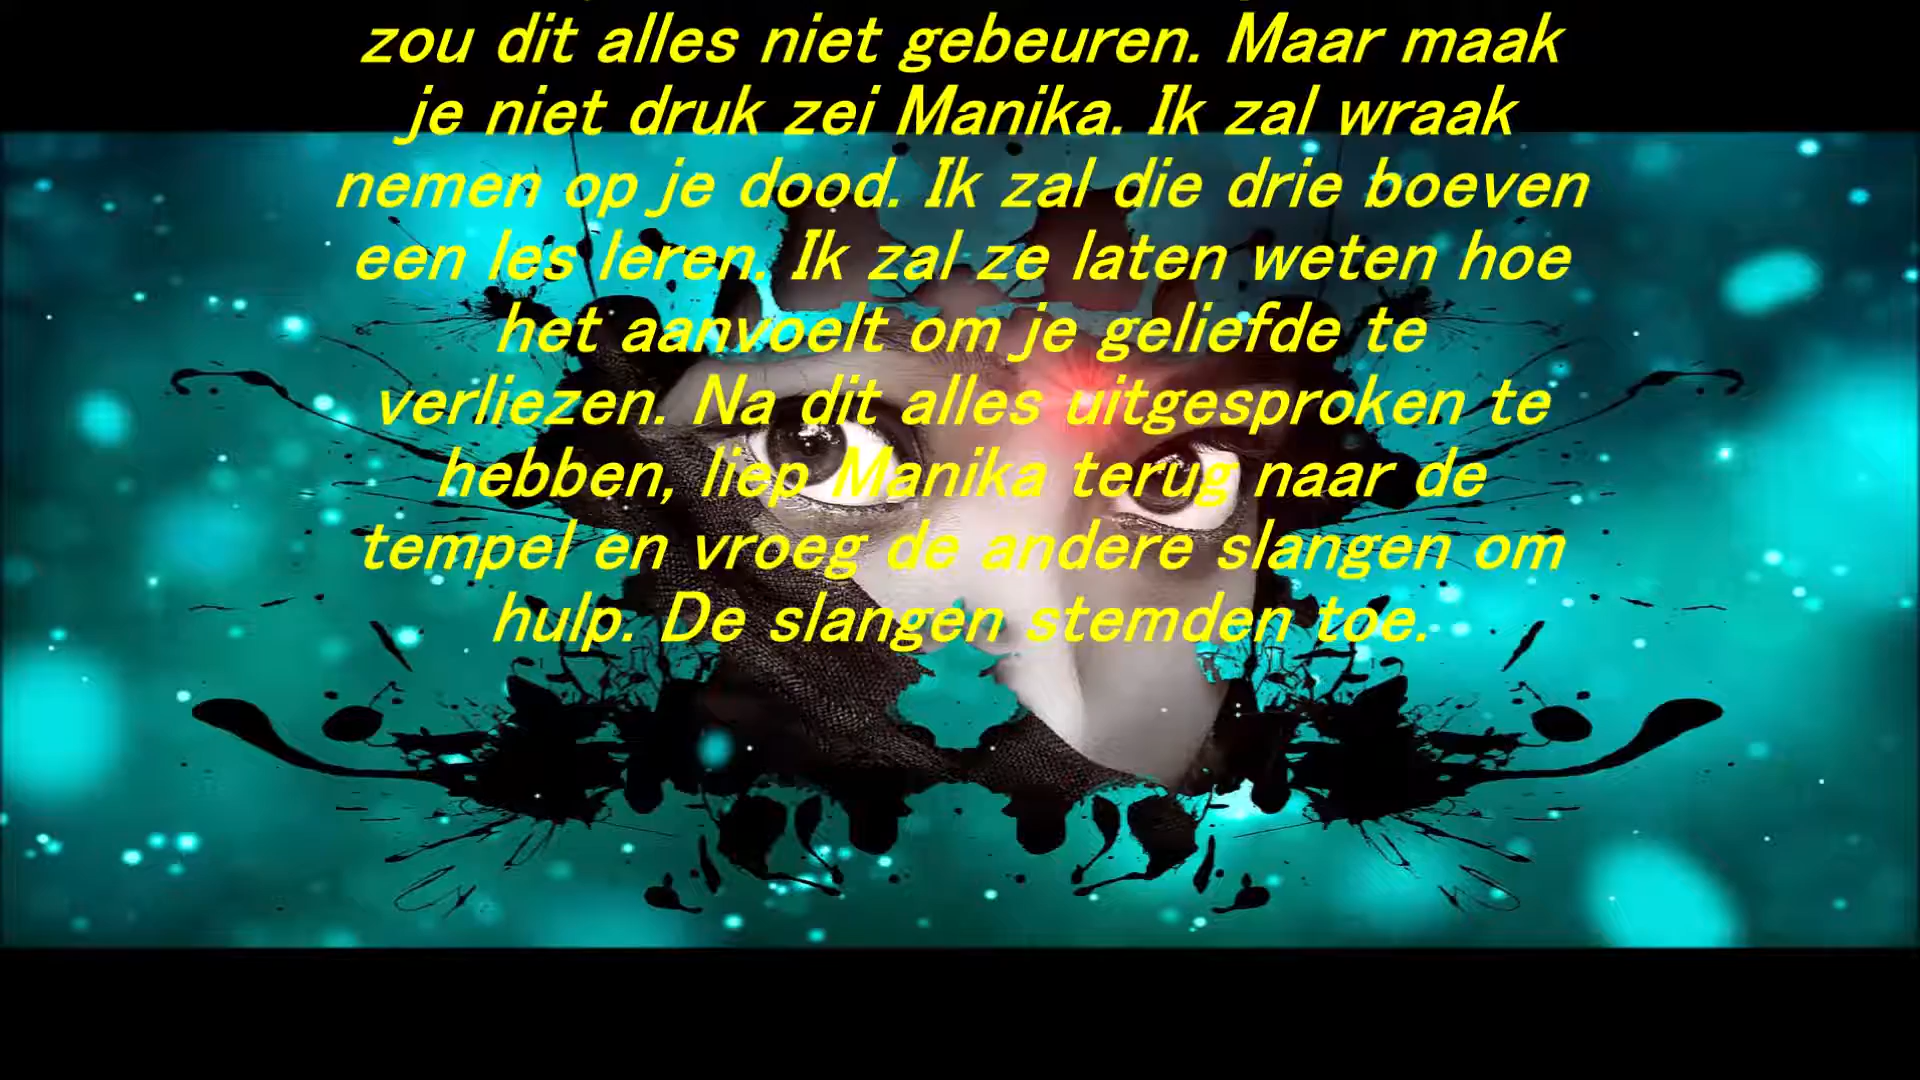 zou dit alles niet gebeuren. Maar maak
je niet druk zei Manika. Ik zal wraak
nemen op je dood. Ik zal die drie boeven
een les leren. Ik zal ze laten weten hoe
het aanvoelt om je geliefde te
verliezen. Na dit alles uitgesproken te
hebben, liep Manika terug naar de
tempel en vroeg de andere slangen om
hulp. De slangen stemden toe.